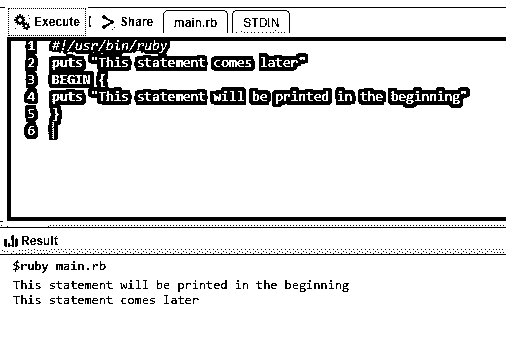 Execute Share main.rb STDIN
1 #!/usr/bin/ruby
2 puts "This statement comes later"
3 BEGIN {
4 puts "This statement will be printed in the beginning"
5 }
6
Result
$ruby main.rb
This statement will be printed in the beginning
This statement comes later